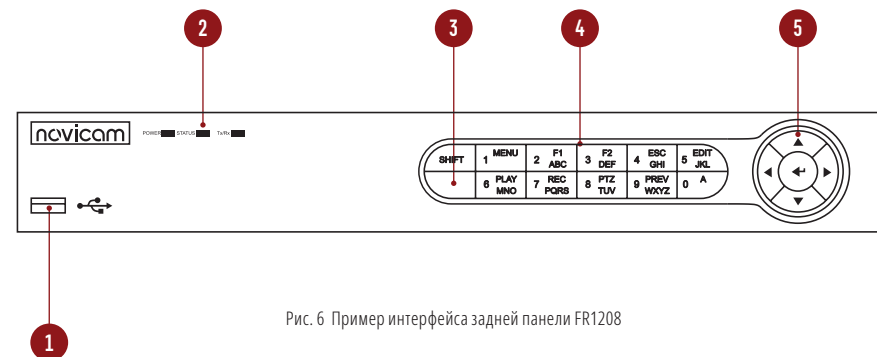 2
3
4
5
novicam
POWER STATUS Tx/Rx
SHIFT
1 MENU
2 F1 ABC
3 F2 DEF
4 ESC GHI
5 EDIT JKL
6 PLAY MNO
7 REC PQRS
8 PTZ TUV
9 PREV WXYZ
0 A
1
Рис. 6 Пример интерфейса задней панели FR1208